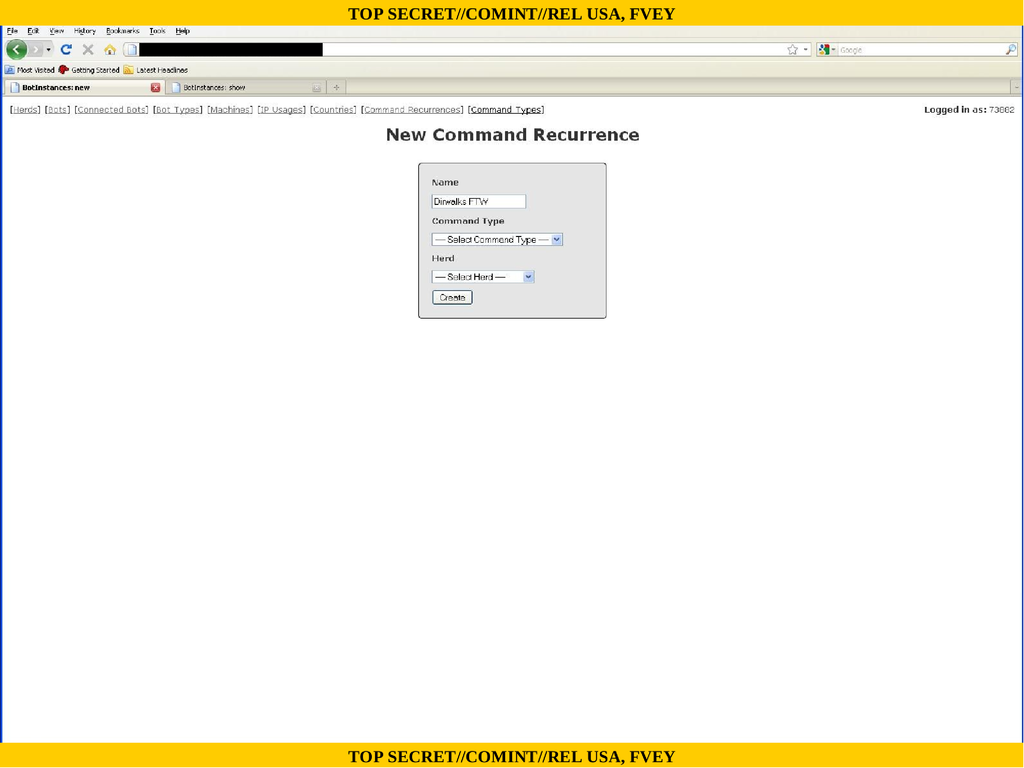 TOP SECRET//COMINT//REL USA, FVEY
File Edit View History Bookmarks Tools Help
Google
Most Visited Getting Started Latest Headlines
BotInstances: new BotInstances: show
[Herds] [Bots] [Connected Bots] [Bot Types] [Machines] [IP Usages] [Countries] [Command Recurrences] [Command Types] Logged in as: 73662
New Command Recurrence
Name
Dirwalks FTW
Command Type
--- Select Command Type ---
Herd
--- Select Herd ---
Create
TOP SECRET//COMINT//REL USA, FVEY